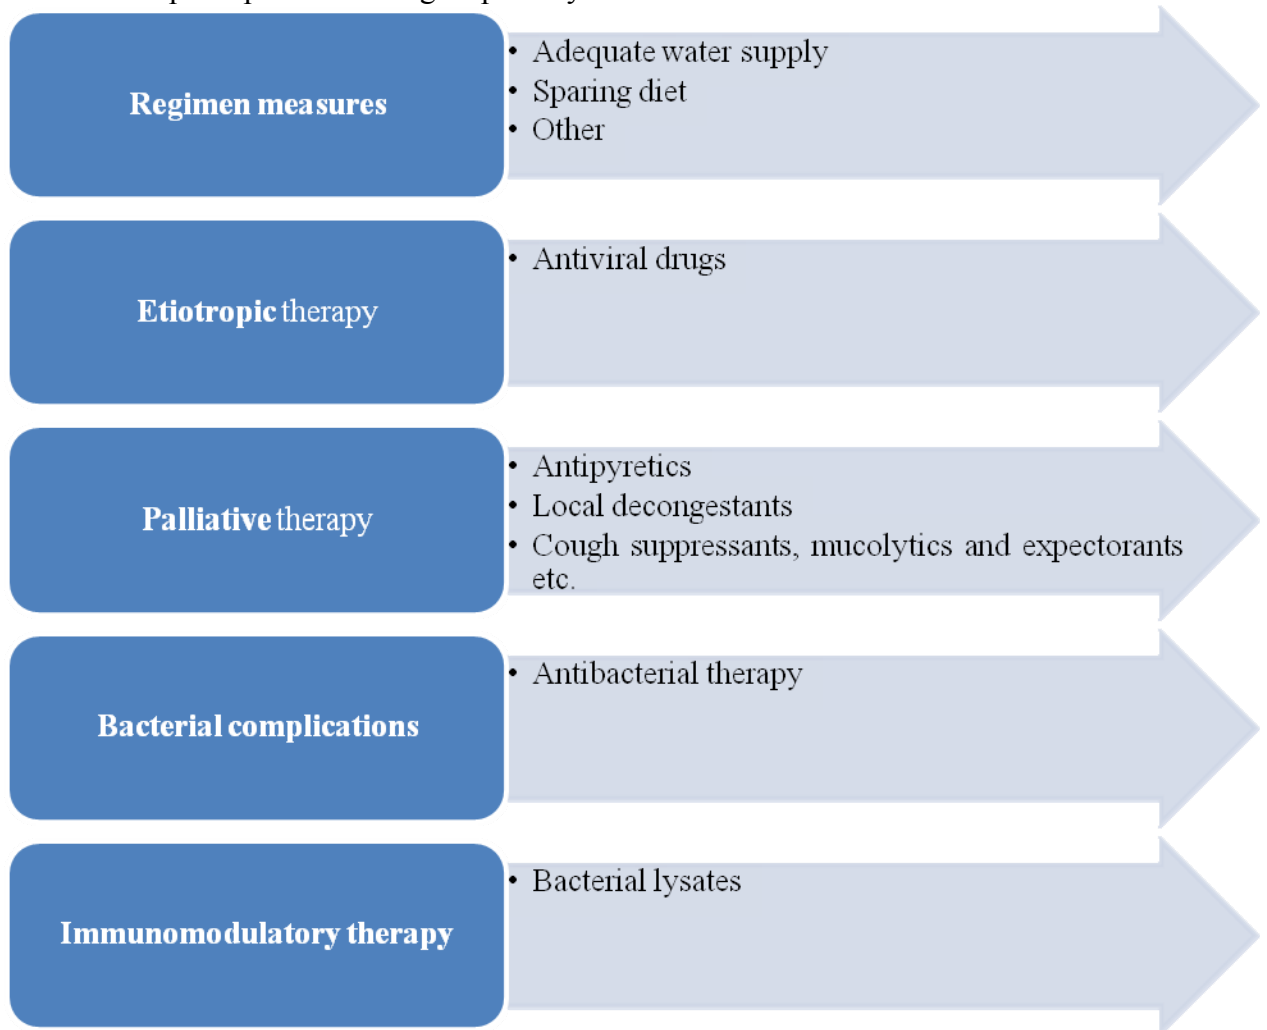 Regimen measures
• Adequate water supply
• Sparing diet
• Other
Etiotropic therapy
• Antiviral drugs
Palliative therapy
• Antipyretics
• Local decongestants
• Cough suppressants, mucolytics and expectorants
etc.
Bacterial complications
• Antibacterial therapy
Immunomodulatory therapy
• Bacterial lysates